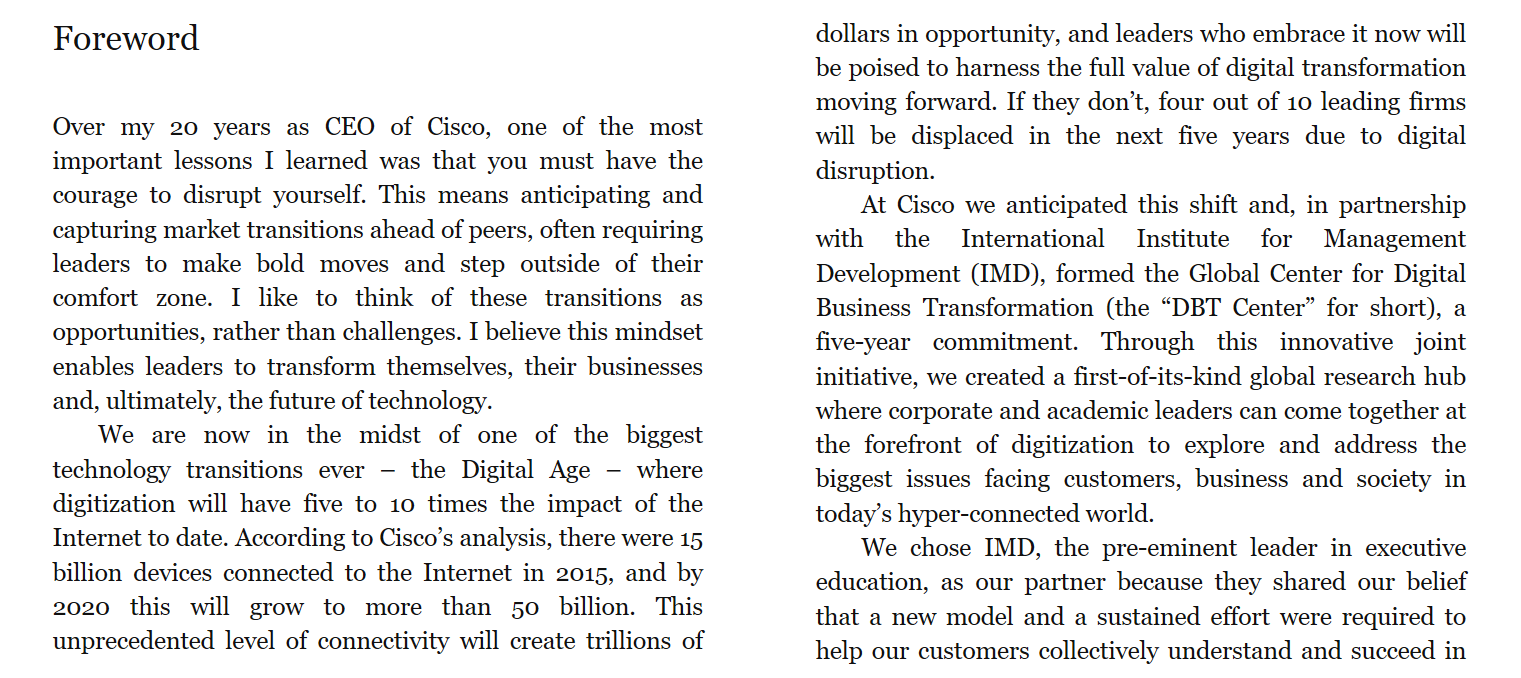 Foreword
Over my 20 years as CEO of Cisco, one of the most
important lessons I learned was that you must have the
courage to disrupt yourself. This means anticipating and
capturing market transitions ahead of peers, often requiring
leaders to make bold moves and step outside of their
comfort zone. I like to think of these transitions as
opportunities, rather than challenges. I believe this mindset
enables leaders to transform themselves, their businesses
and, ultimately, the future of technology.
We are now in the midst of one of the biggest
technology transitions ever – the Digital Age – where
digitization will have five to 10 times the impact of the
Internet to date. According to Cisco’s analysis, there were 15
billion devices connected to the Internet in 2015, and by
2020 this will grow to more than 50 billion. This
unprecedented level of connectivity will create trillions of
dollars in opportunity, and leaders who embrace it now will
be poised to harness the full value of digital transformation
moving forward. If they don’t, four out of 10 leading firms
will be displaced in the next five years due to digital
disruption.
At Cisco we anticipated this shift and, in partnership
with the International Institute for Management
Development (IMD), formed the Global Center for Digital
Business Transformation (the “DBT Center” for short), a
five-year commitment. Through this innovative joint
initiative, we created a first-of-its-kind global research hub
where corporate and academic leaders can come together at
the forefront of digitization to explore and address the
biggest issues facing customers, business and society in
today’s hyper-connected world.
We chose IMD, the pre-eminent leader in executive
education, as our partner because they shared our belief
that a new model and a sustained effort were required to
help our customers collectively understand and succeed in